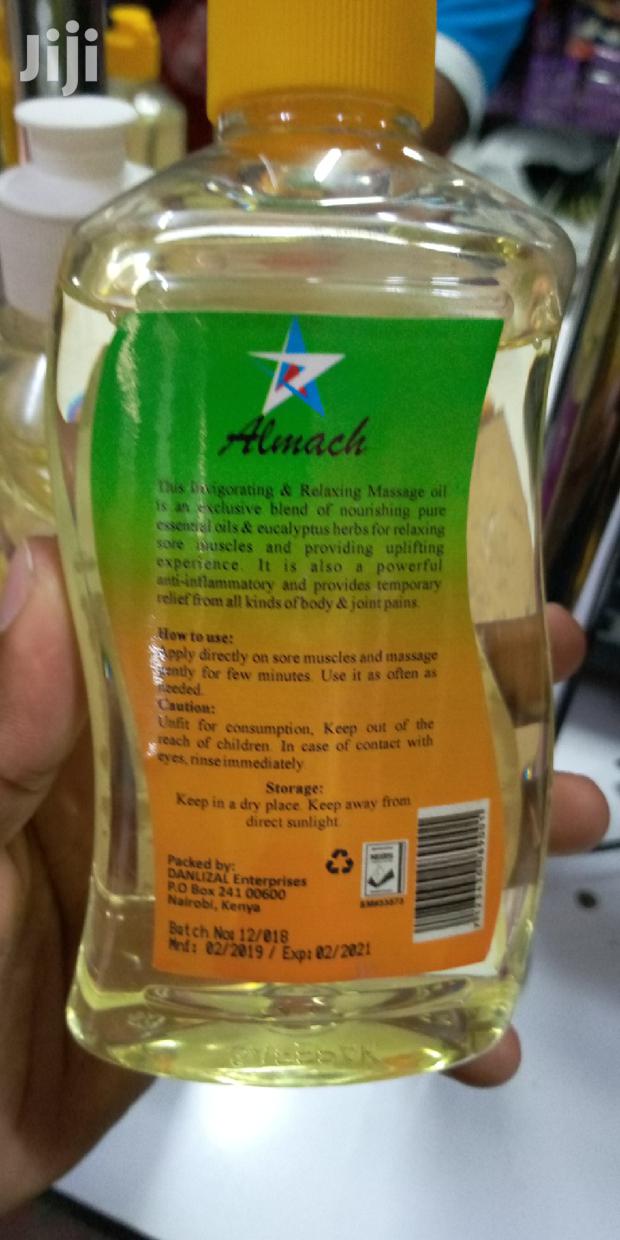 Jiji
Almach
This Invigorating & Relaxing Massage oil
is an exclusive blend of nourishing pure
essential oils & eucalyptus herbs for relaxing
sore muscles and providing uplifting
experience. It is also a powerful
anti-inflammatory and provides temporary
relief from all kinds of body & joint pains.
How to use:
Apply directly on sore muscles and massage
gently for few minutes. Use it as often as
needed.
Caution:
Unfit for consumption, Keep out of the
reach of children. In case of contact with
eyes, rinse immediately
Storage:
Keep in a dry place. Keep away from
direct sunlight.
Packed by:
DANLIZAL Enterprises
P.O Box 241 00600
Nairobi, Kenya
Batch No: 12/018
Mnf: 02/2019 / Exp: 02/2021